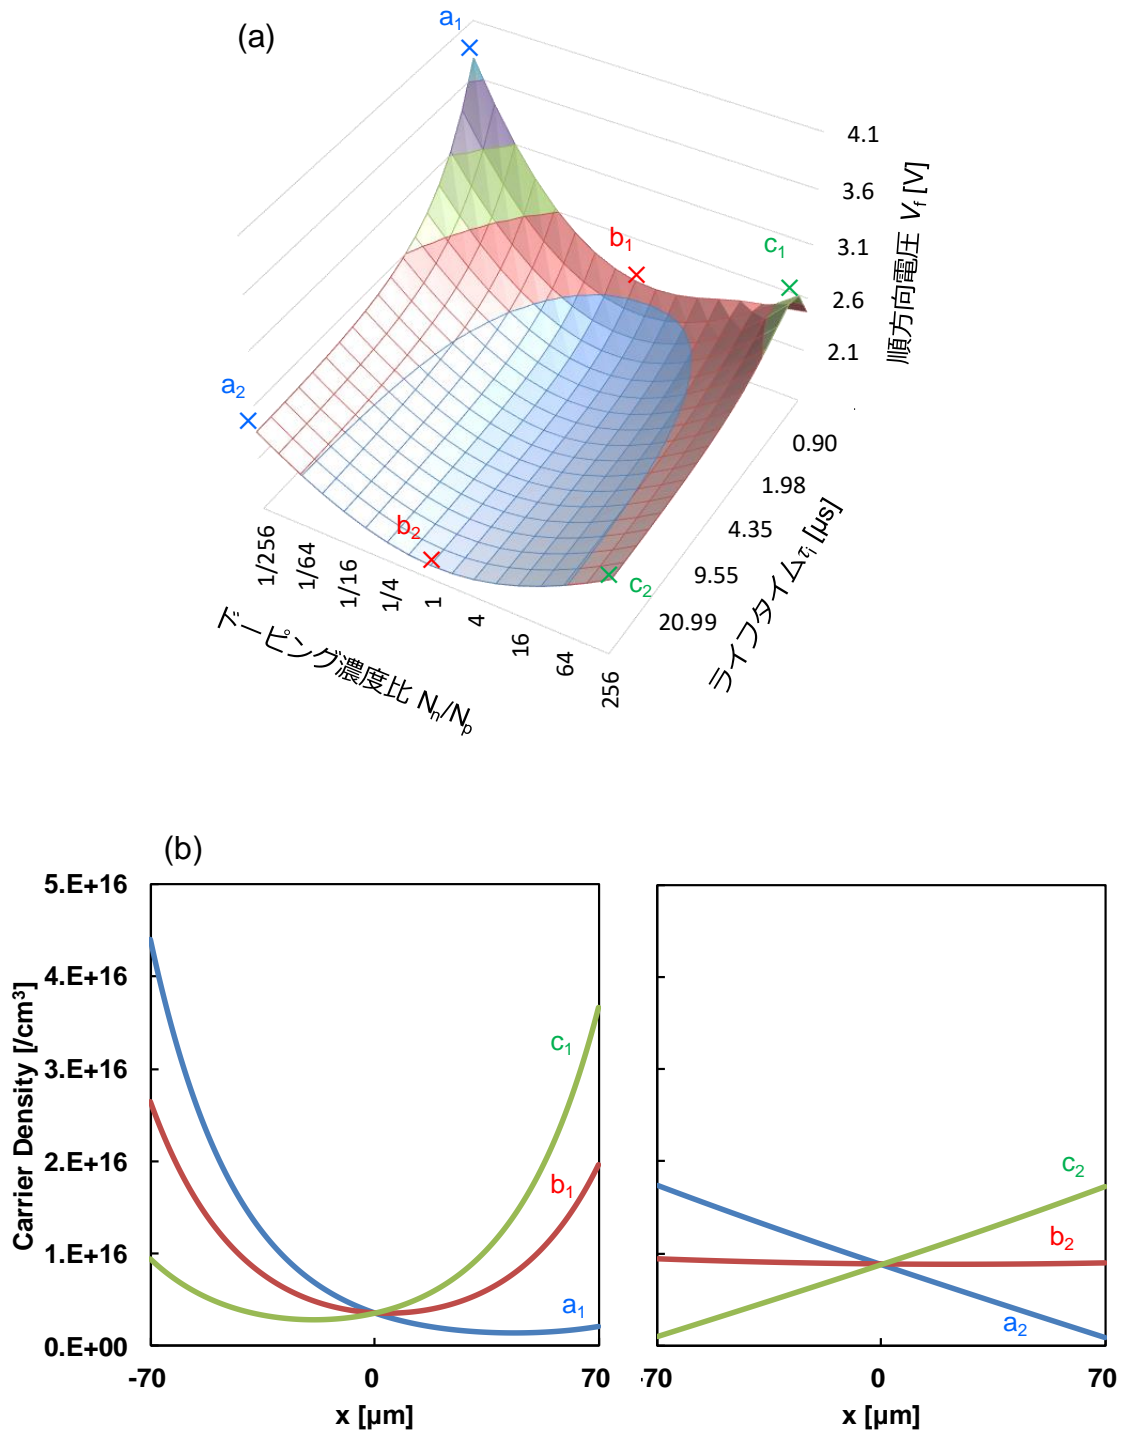 (a)
a1
4.1
3.6
3.1
2.6
2.1
順方向電圧 Vf [V]
b1
c1
a2
b2
c2
0.90
1.98
4.35
9.55
20.99
ライフタイムτi [µs]
1/256
1/64
1/16
1/4
1
4
16
64
256
ドーピング濃度比 Nn/Np
(b)
5.E+16
4.E+16
3.E+16
2.E+16
1.E+16
0.E+00
Carrier Density [/cm3]
c1
b1
a1
-70
0
70
x [µm]
c2
b2
a2
-70
0
70
x [µm]